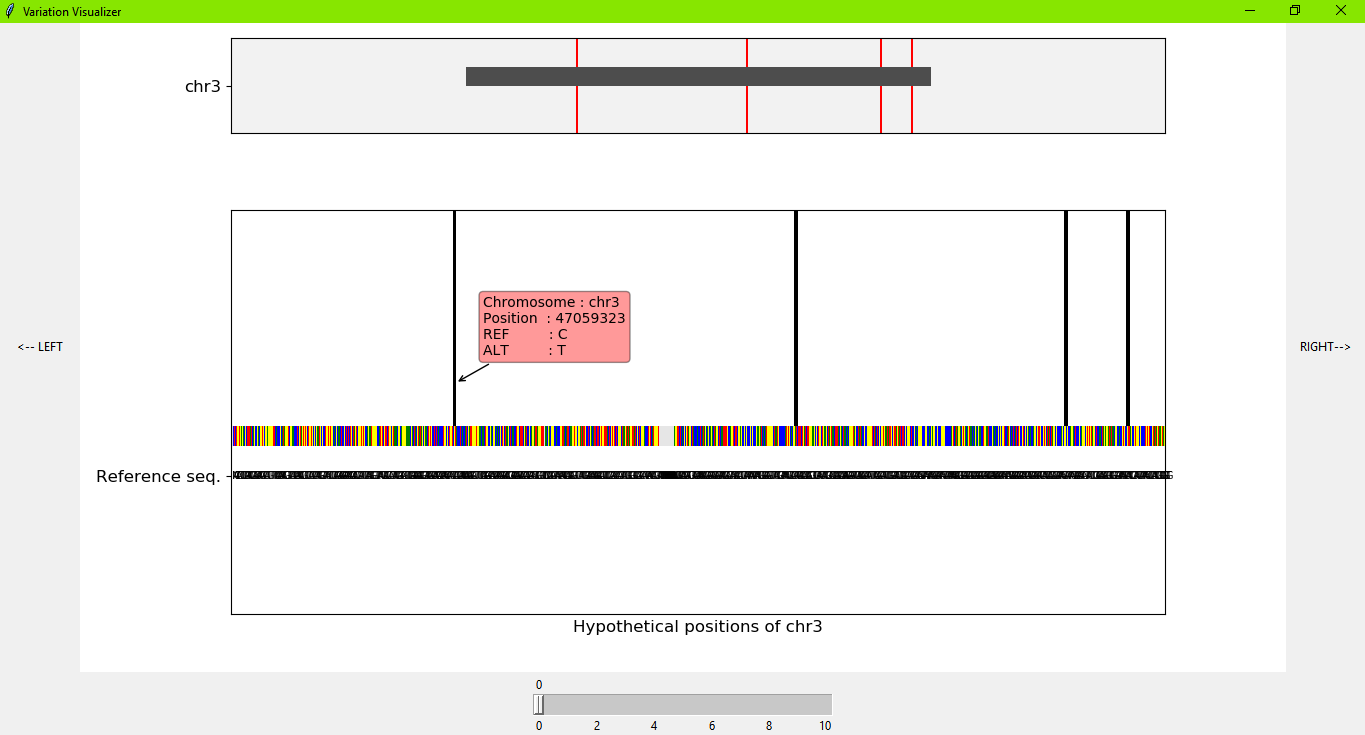 Variation Visualizer
chr3
Chromosome : chr3
Position : 47059323
REF : C
ALT : T
<-- LEFT
RIGHT-->
Reference seq.
Hypothetical positions of chr3
0
0 2 4 6 8 10